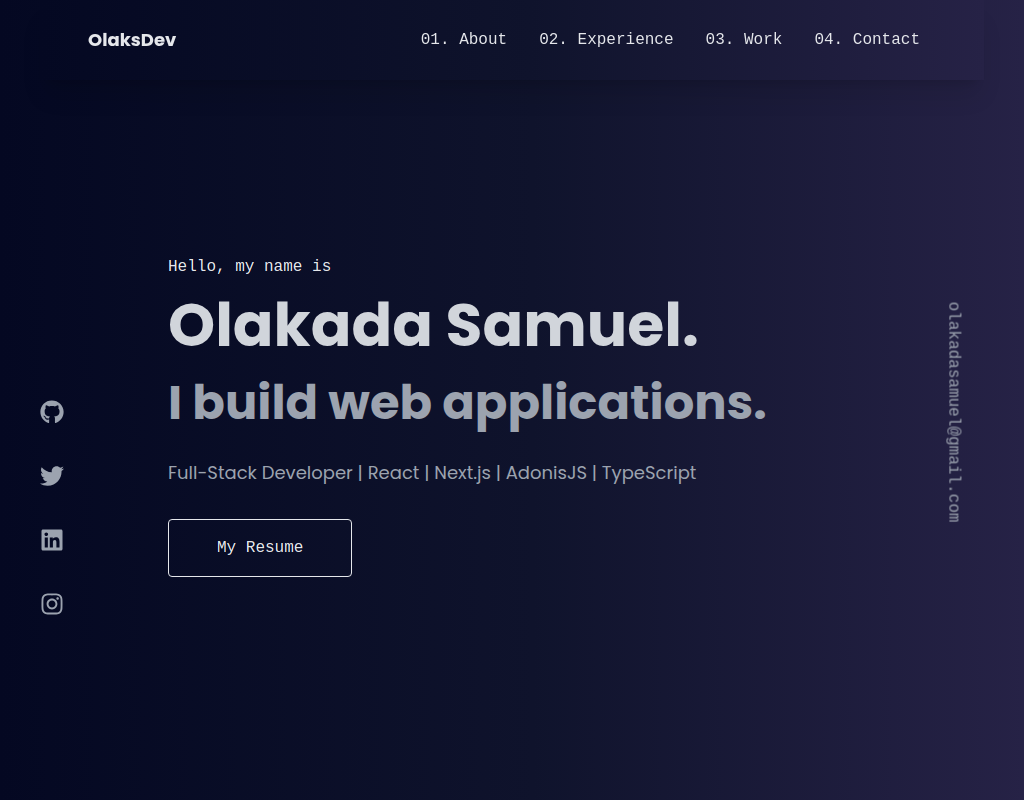 OlaksDev
01. About
02. Experience
03. Work
04. Contact
Hello, my name is
Olakada Samuel.
I build web applications.
Full-Stack Developer | React | Next.js | AdonisJS | TypeScript
My Resume
olakadasamuel@gmail.com